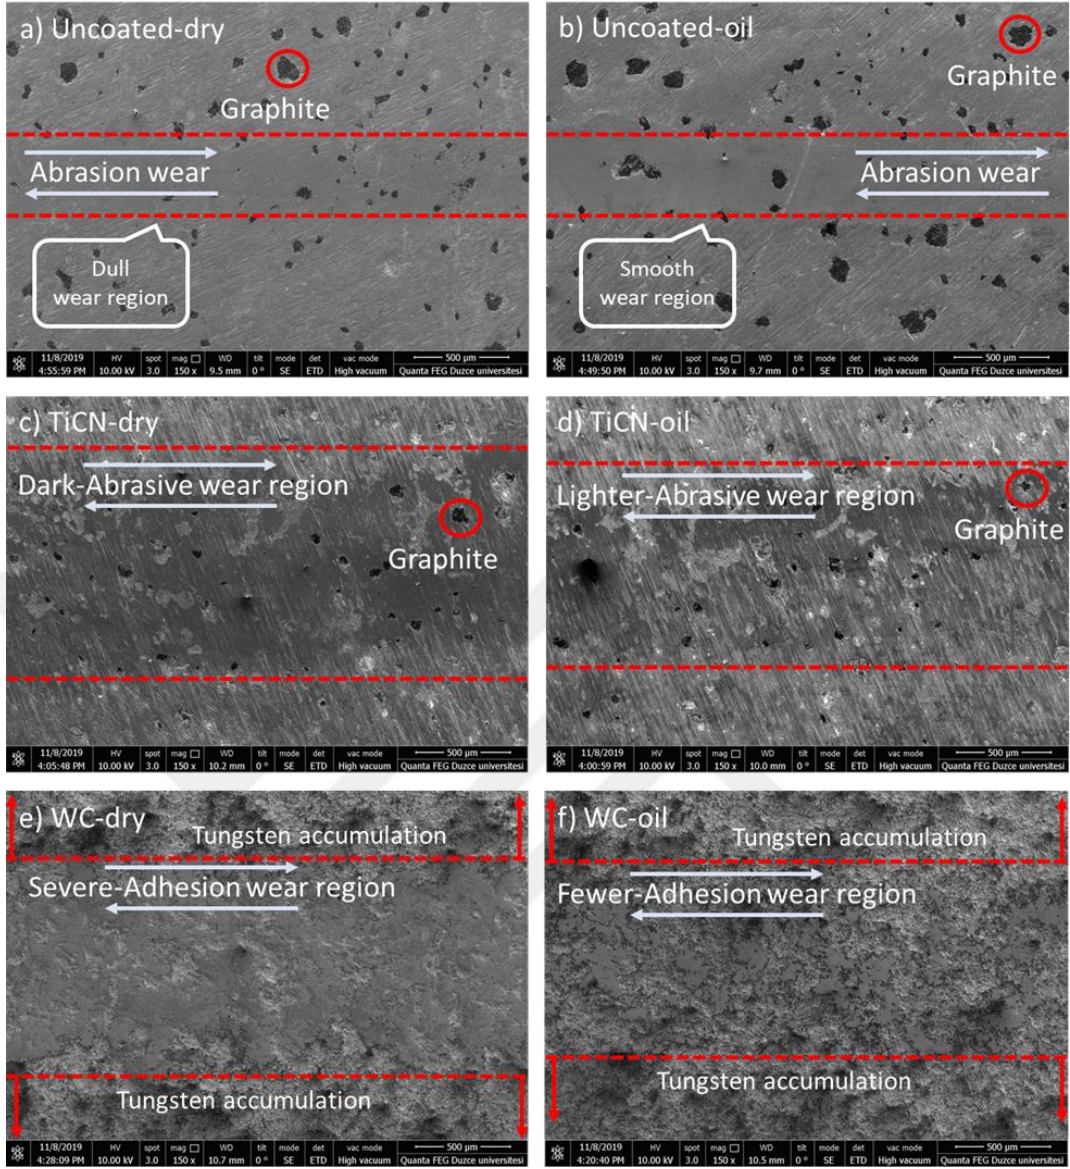 a) Uncoated-dry
Graphite
Abrasion wear
Dull
wear region
11/8/2019 HV spot mag WD tilt mode det vac mode 500 µm
4:55:59 PM 10.00 kV 3.0 150 x 9.5 mm 0 ° SE ETD High vacuum Quanta FEG Duzce universitesi
b) Uncoated-oil
Graphite
Abrasion wear
Smooth
wear region
11/8/2019 HV spot mag WD tilt mode det vac mode 500 µm
4:49:50 PM 10.00 kV 3.0 150 x 9.7 mm 0 ° SE ETD High vacuum Quanta FEG Duzce universitesi
c) TiCN-dry
Dark-Abrasive wear region
Graphite
11/8/2019 HV spot mag WD tilt mode det vac mode 500 µm
4:05:48 PM 10.00 kV 3.0 150 x 10.2 mm 0 ° SE ETD High vacuum Quanta FEG Duzce universitesi
d) TiCN-oil
Lighter-Abrasive wear region
Graphite
11/8/2019 HV spot mag WD tilt mode det vac mode 500 µm
4:00:59 PM 10.00 kV 3.0 150 x 10.0 mm 0 ° SE ETD High vacuum Quanta FEG Duzce universitesi
e) WC-dry
Tungsten accumulation
Severe-Adhesion wear region
Tungsten accumulation
11/8/2019 HV spot mag WD tilt mode det vac mode 500 µm
4:28:09 PM 10.00 kV 3.0 150 x 10.7 mm 0 ° SE ETD High vacuum Quanta FEG Duzce universitesi
f) WC-oil
Tungsten accumulation
Fewer-Adhesion wear region
Tungsten accumulation
11/8/2019 HV spot mag WD tilt mode det vac mode 500 µm
4:20:40 PM 10.00 kV 3.0 150 x 10.5 mm 0 ° SE ETD High vacuum Quanta FEG Duzce universitesi